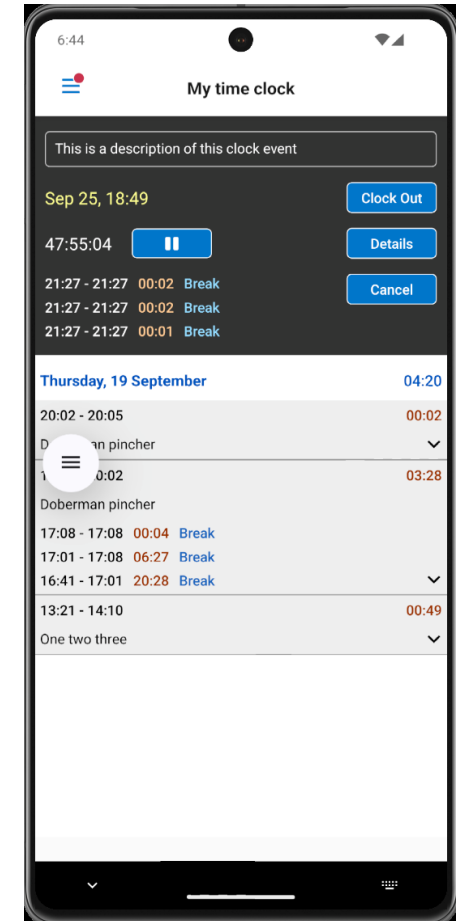 6:44
My time clock
This is a description of this clock event
Sep 25, 18:49
Clock Out
47:55:04
Details
21:27 - 21:27 00:02 Break
Cancel
21:27 - 21:27 00:02 Break
21:27 - 21:27 00:01 Break
Thursday, 19 September 04:20
20:02 - 20:05 00:02
pincher
03:28
Doberman pincher
17:08 - 17:08 00:04 Break
17:01 - 17:08 06:27 Break
16:41 - 17:01 20:28 Break
13:21 - 14:10 00:49
One two three